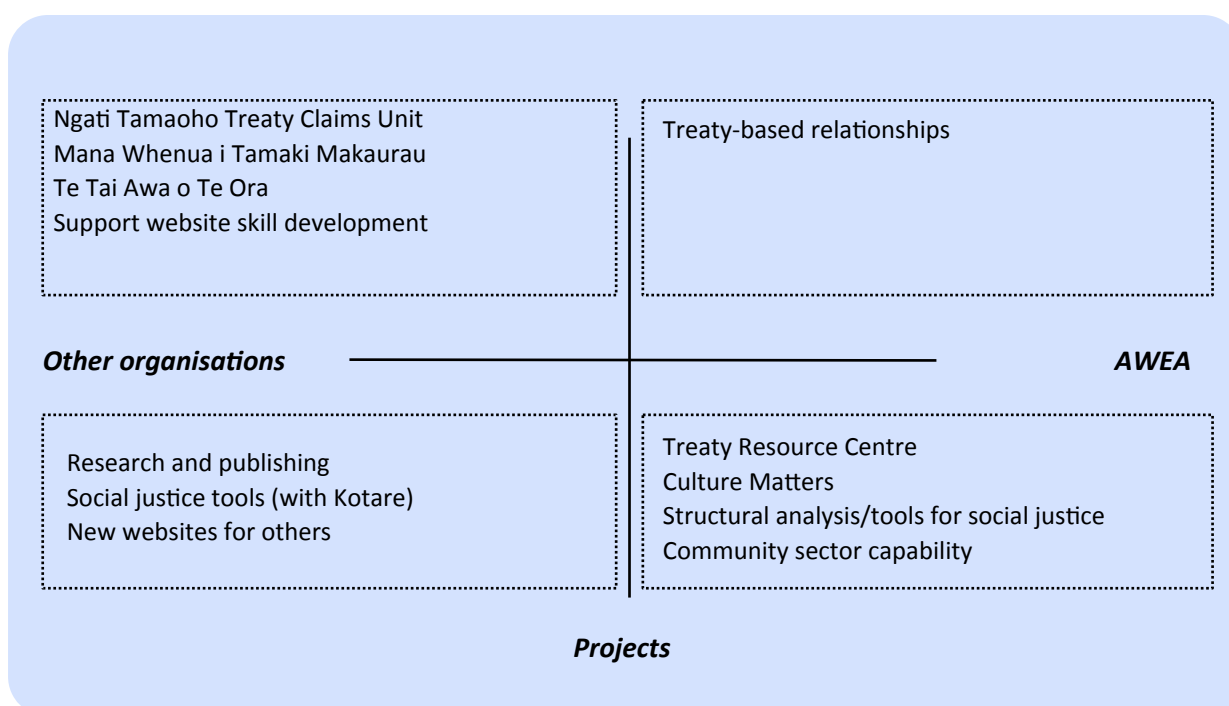 Ngati Tamaoho Treaty Claims Unit
Mana Whenua i Tamaki Makaurau
Te Tai Awa o Te Ora
Support website skill development
Treaty-based relationships
Other organisations
AWEA
Research and publishing
Social justice tools (with Kotare)
New websites for others
Treaty Resource Centre
Culture Matters
Structural analysis/tools for social justice
Community sector capability
Projects